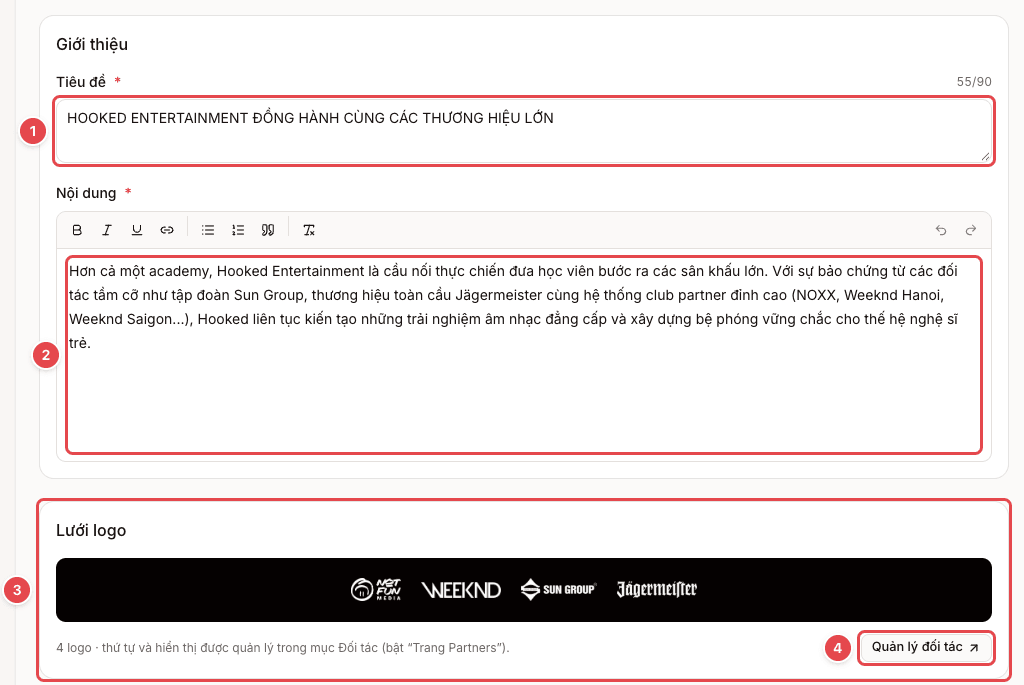 Giới thiệu
Tiêu đề *
55/90
1
HOOKED ENTERTAINMENT ĐỒNG HÀNH CÙNG CÁC THƯƠNG HIỆU LỚN
Nội dung *
2
Hơn cả một academy, Hooked Entertainment là cầu nối thực chiến đưa học viên bước ra các sân khấu lớn. Với sự bảo chứng từ các đối
tác tầm cỡ như tập đoàn Sun Group, thương hiệu toàn cầu Jägermeister cùng hệ thống club partner đỉnh cao (NOXX, Weeknd Hanoi,
Weeknd Saigon...), Hooked liên tục kiến tạo những trải nghiệm âm nhạc đẳng cấp và xây dựng bệ phóng vững chắc cho thế hệ nghệ sĩ
trẻ.
3
Lưới logo
NOT FUN MEDIA
WEEKND
SUN GROUP
Jägermeister
4 logo · thứ tự và hiển thị được quản lý trong mục Đối tác (bật “Trang Partners”).
4
Quản lý đối tác